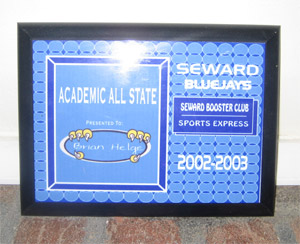 ACADEMIC ALL STATE
PRESENTED TO:
Brian Helge
SEWARD
BLUEJAYS
SEWARD BOOSTER CLUB
SPORTS EXPRESS
2002-2003